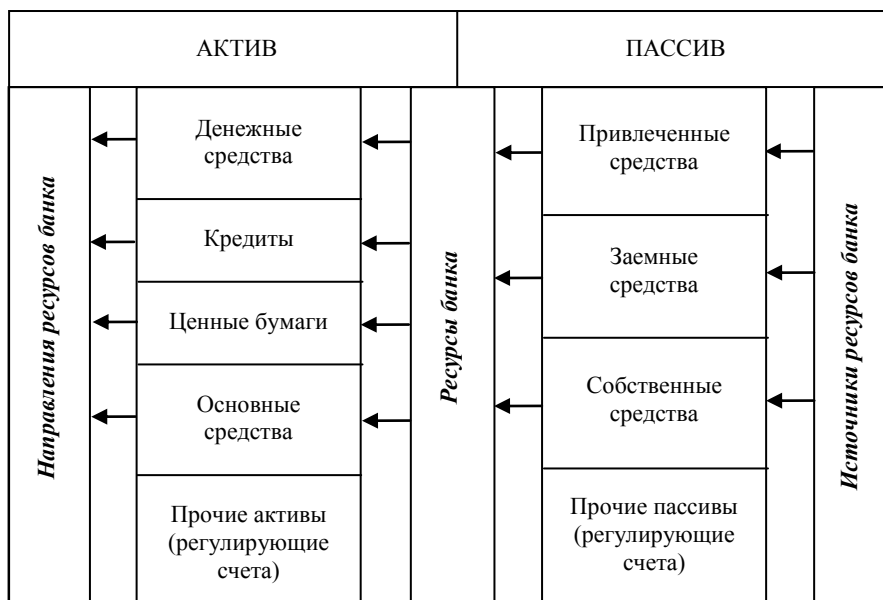 АКТИВ
ПАССИВ
Направления ресурсов банка
Денежные
средства
Кредиты
Ценные бумаги
Основные
средства
Прочие активы
(регулирующие
счета)
Ресурсы банка
Привлеченные
средства
Заемные
средства
Собственные
средства
Прочие пассивы
(регулирующие
счета)
Источники ресурсов банка